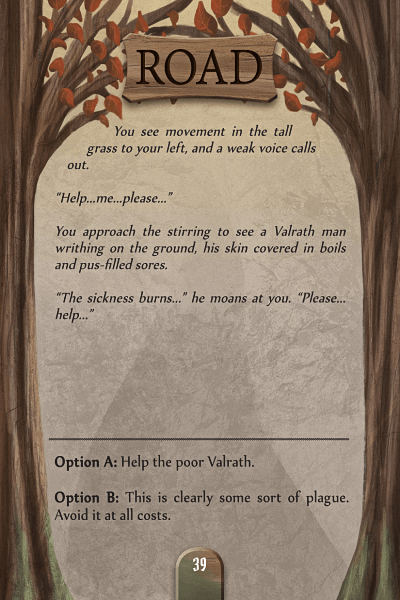 ROAD
You see movement in the tall
grass to your left, and a weak voice calls
out.
“Help...me...please...”
You approach the stirring to see a Valrath man
writhing on the ground, his skin covered in boils
and pus-filled sores.
“The sickness burns...” he moans at you. “Please...
help...”
Option A: Help the poor Valrath.
Option B: This is clearly some sort of plague.
Avoid it at all costs.
39